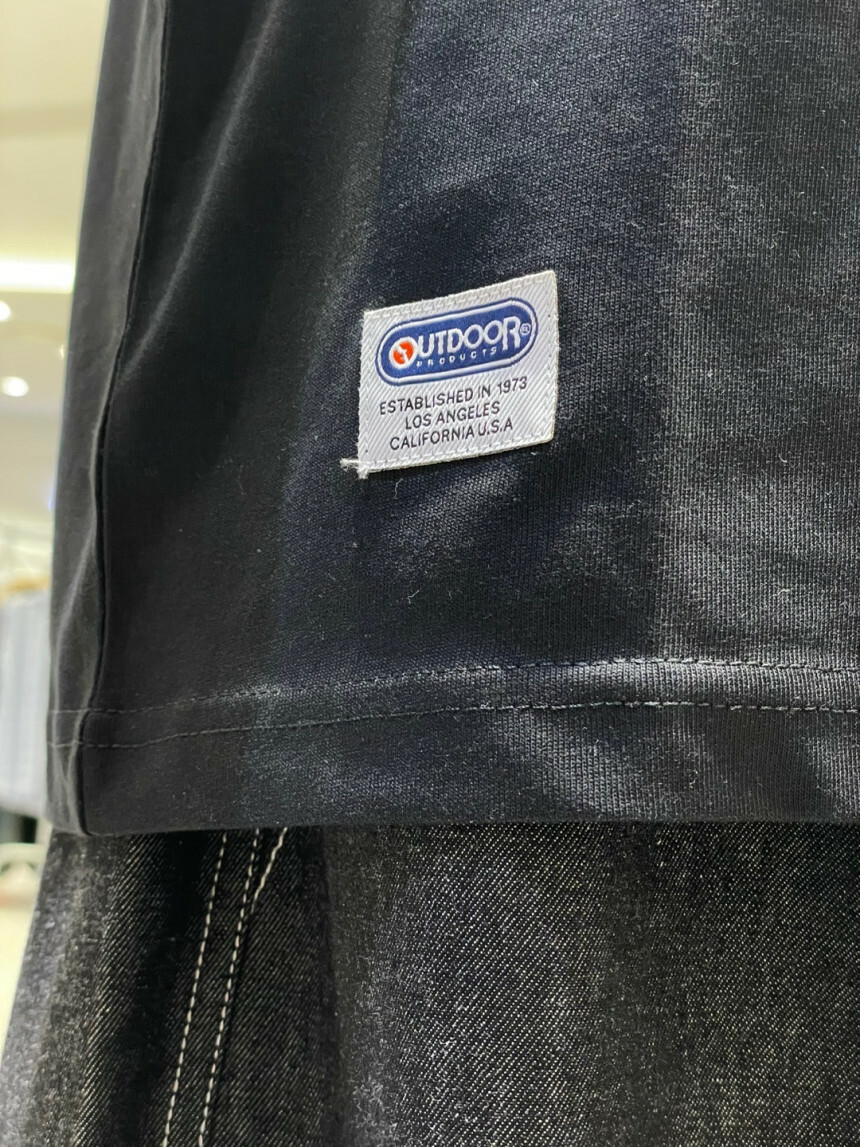 OUTDOOR®
PRODUCTS
ESTABLISHED IN 1973
LOS ANGELES
CALIFORNIA U.S.A